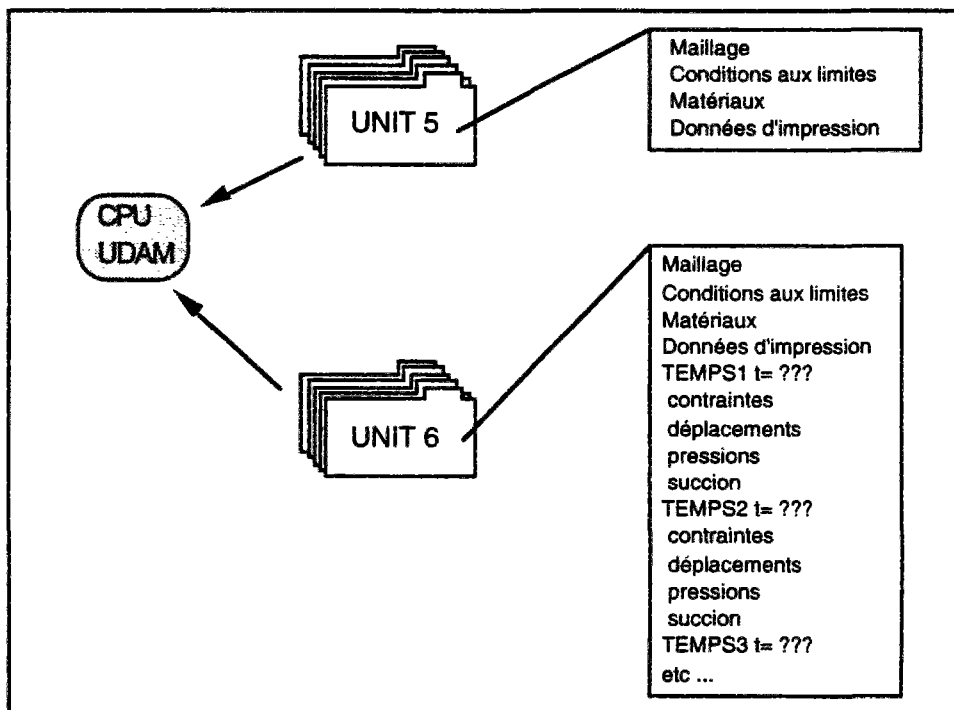 UNIT 5
Maillage
Conditions aux limites
Matériaux
Données d'impression
CPU
UDAM
UNIT 6
Maillage
Conditions aux limites
Matériaux
Données d'impression
TEMPS1 t= ???
contraintes
déplacements
pressions
succion
TEMPS2 t= ???
contraintes
déplacements
pressions
succion
TEMPS3 t= ???
etc ...